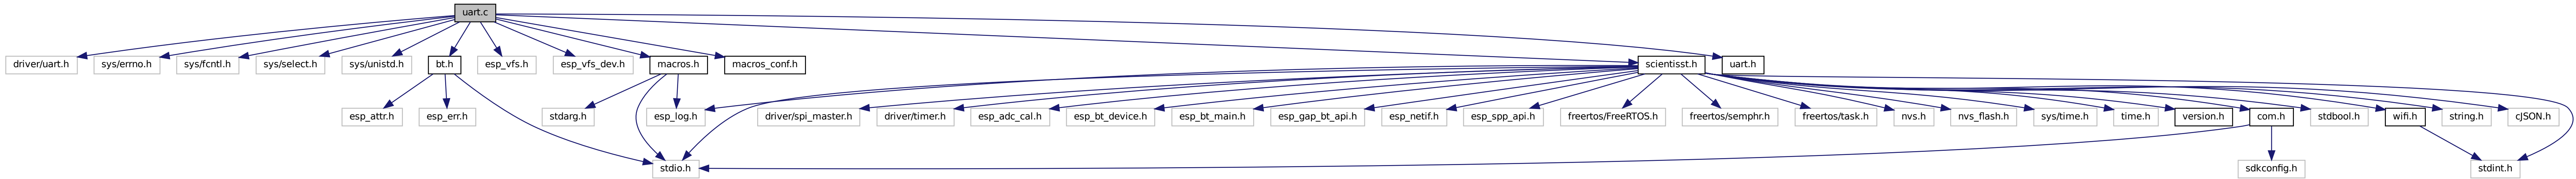 uart.c
driver/uart.h
sys/errno.h
sys/fcntl.h
sys/select.h
sys/unistd.h
bt.h
esp_vfs.h
esp_vfs_dev.h
macros.h
macros_conf.h
scientisst.h
uart.h
esp_attr.h
esp_err.h
stdarg.h
esp_log.h
driver/spi_master.h
driver/timer.h
esp_adc_cal.h
esp_bt_device.h
esp_bt_main.h
esp_gap_bt_api.h
esp_netif.h
esp_spp_api.h
freertos/FreeRTOS.h
freertos/semphr.h
freertos/task.h
nvs.h
nvs_flash.h
sys/time.h
time.h
version.h
com.h
stdbool.h
wifi.h
string.h
cJSON.h
stdio.h
sdkconfig.h
stdint.h